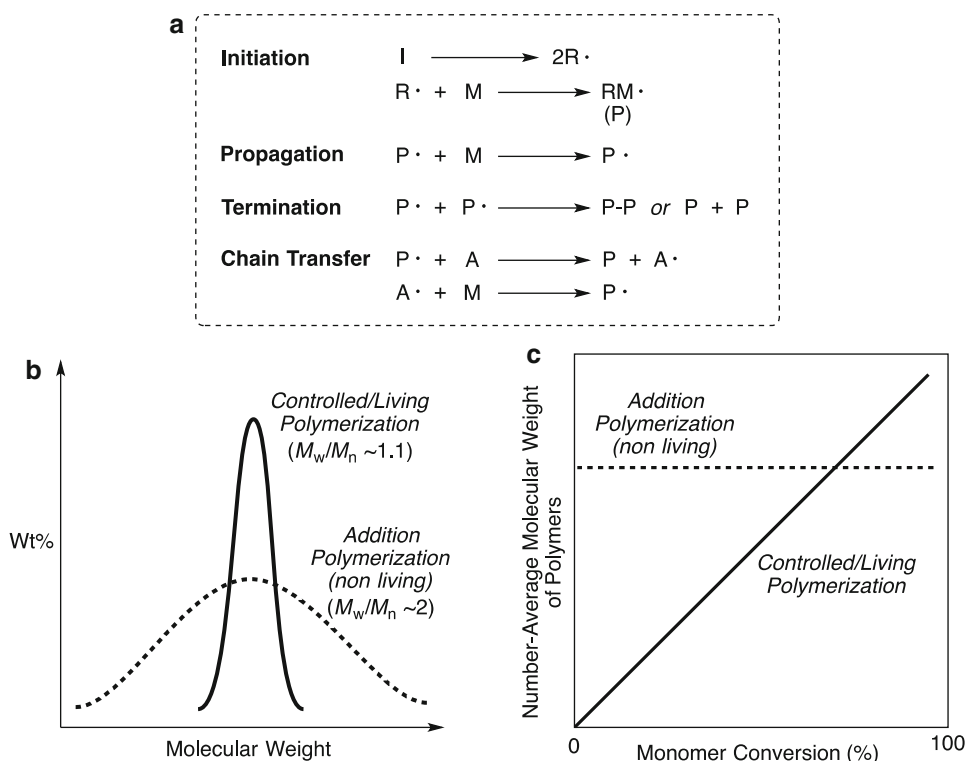 a
Initiation I ⟶ 2R·
R· + M ⟶ RM·
(P)
Propagation P· + M ⟶ P·
Termination P· + P· ⟶ P-P or P + P
Chain Transfer P· + A ⟶ P + A·
A· + M ⟶ P·
b
Controlled/Living
Polymerization
(Mw/Mn ~1.1)
Addition
Polymerization
(non living)
(Mw/Mn ~2)
Wt%
Molecular Weight
c
Number-Average Molecular Weight
of Polymers
Addition
Polymerization
(non living)
Controlled/Living
Polymerization
0
100
Monomer Conversion (%)